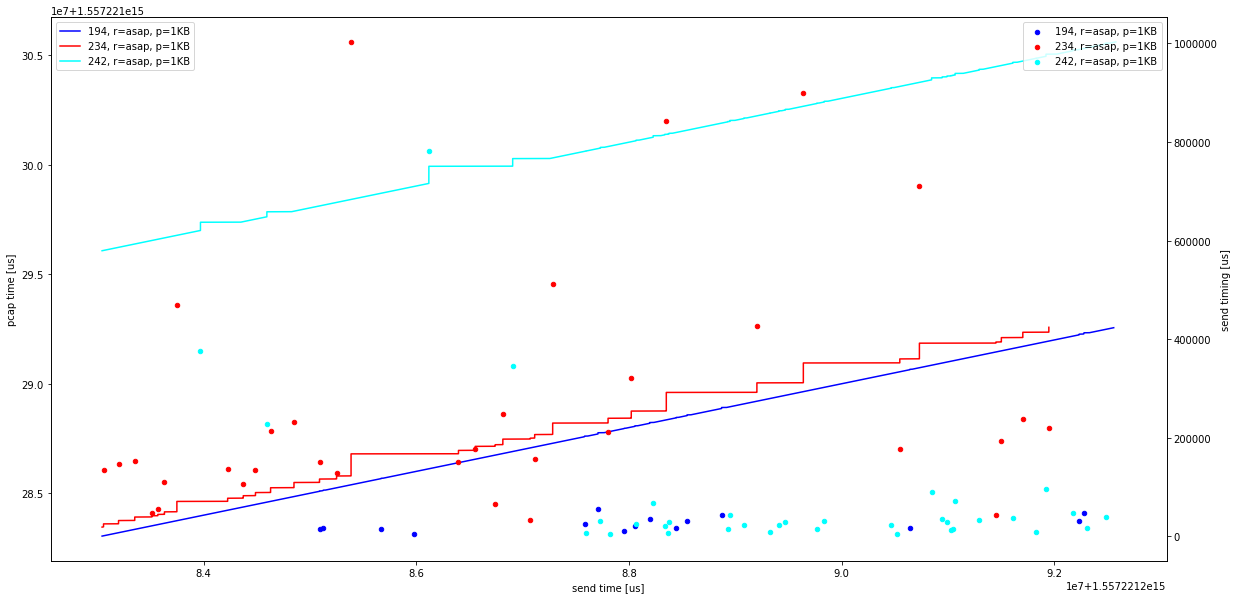 1e7+1.557221e15
194, r=asap, p=1KB
234, r=asap, p=1KB
242, r=asap, p=1KB
194, r=asap, p=1KB
234, r=asap, p=1KB
242, r=asap, p=1KB
30.5
30.0
29.5
29.0
28.5
pcap time [us]
1000000
800000
600000
400000
200000
0
send timing [us]
8.4
8.6
8.8
9.0
9.2
send time [us]
1e7+1.5572212e15